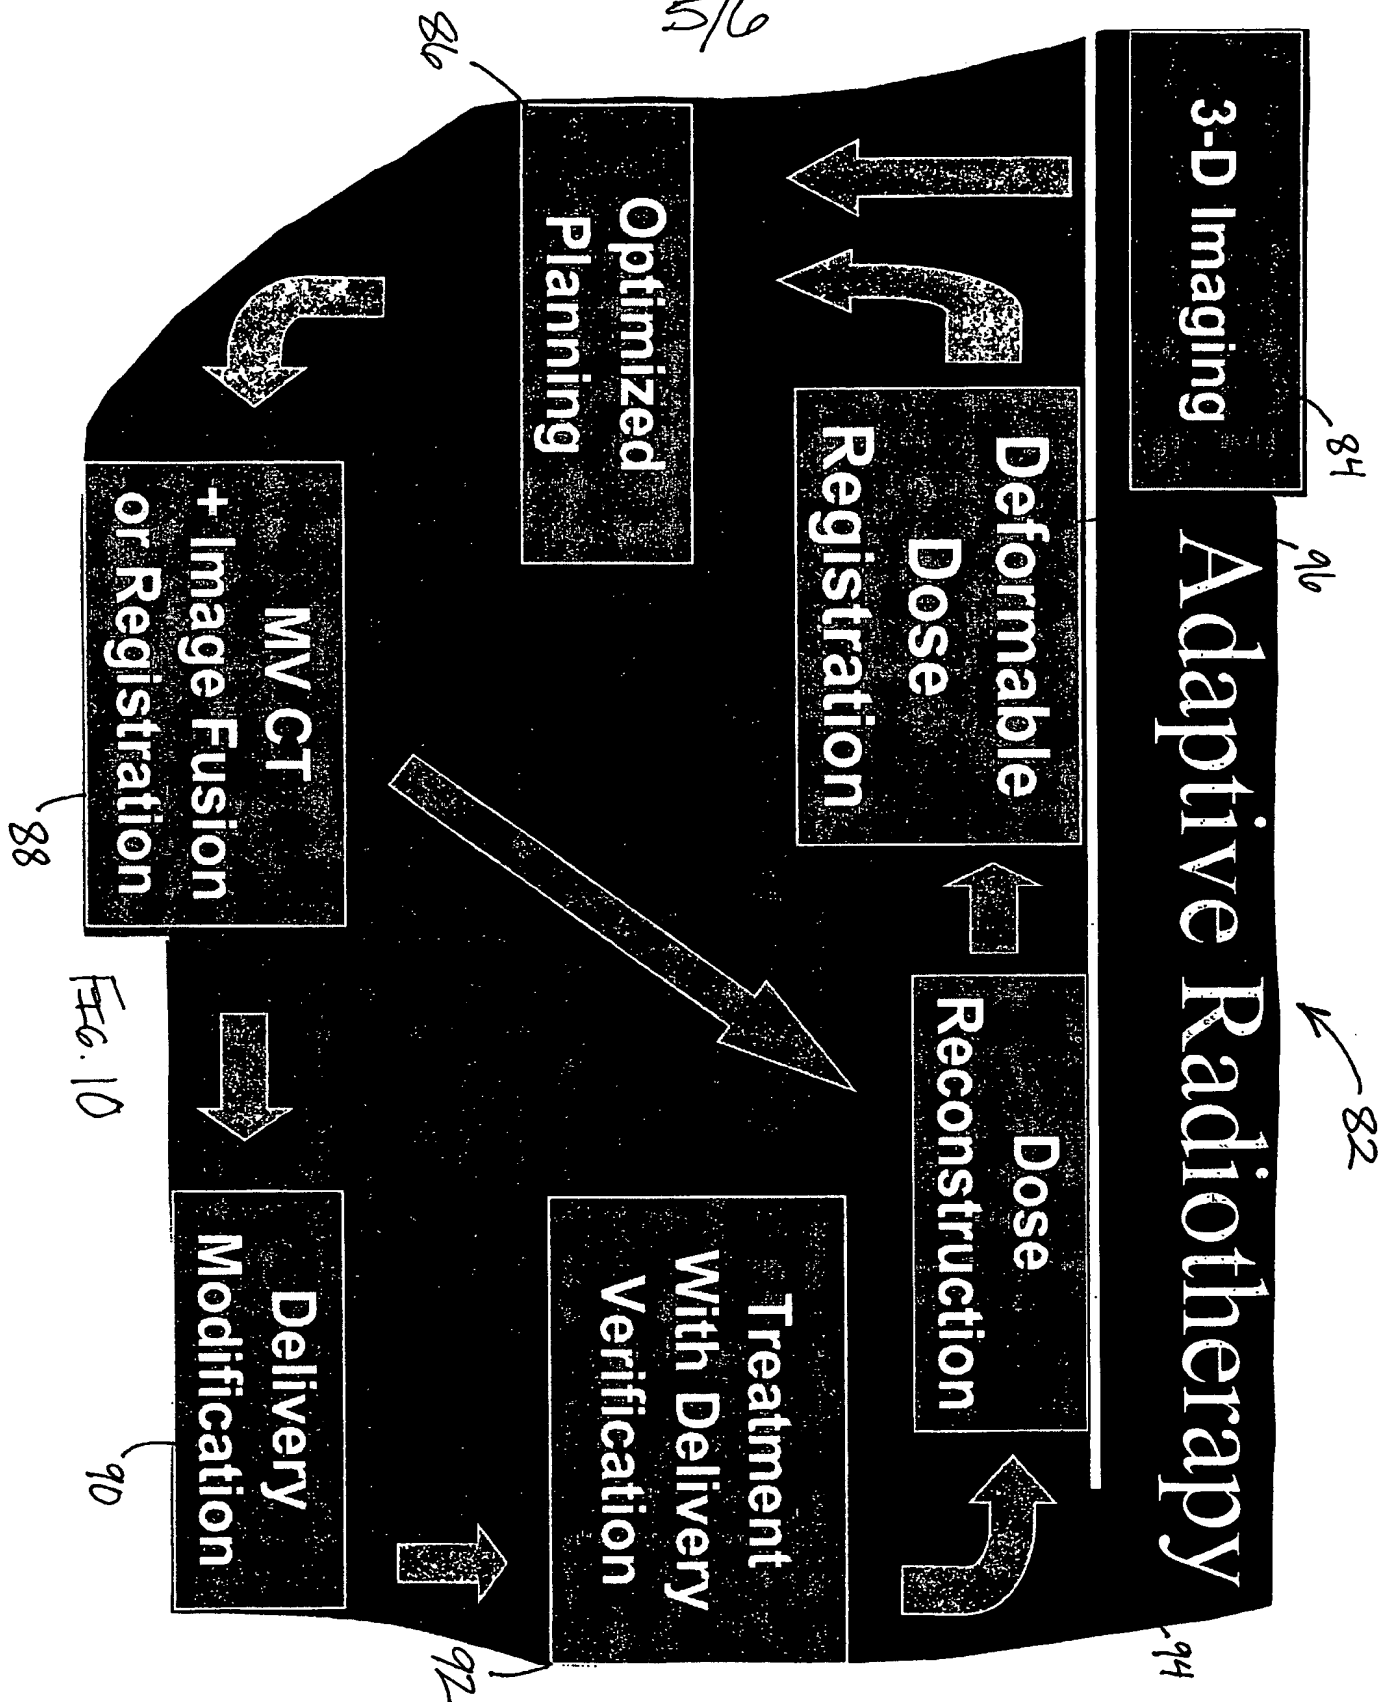 5/6
82
84
3-D Imaging
Adaptive Radiotherapy
96
94
Deformable
Dose
Registration
Dose
Reconstruction
86
Optimized
Planning
Treatment
With Delivery
Verification
92
MV CT
+ Image Fusion
or Registration
88
Delivery
Modification
90
FIG. 10